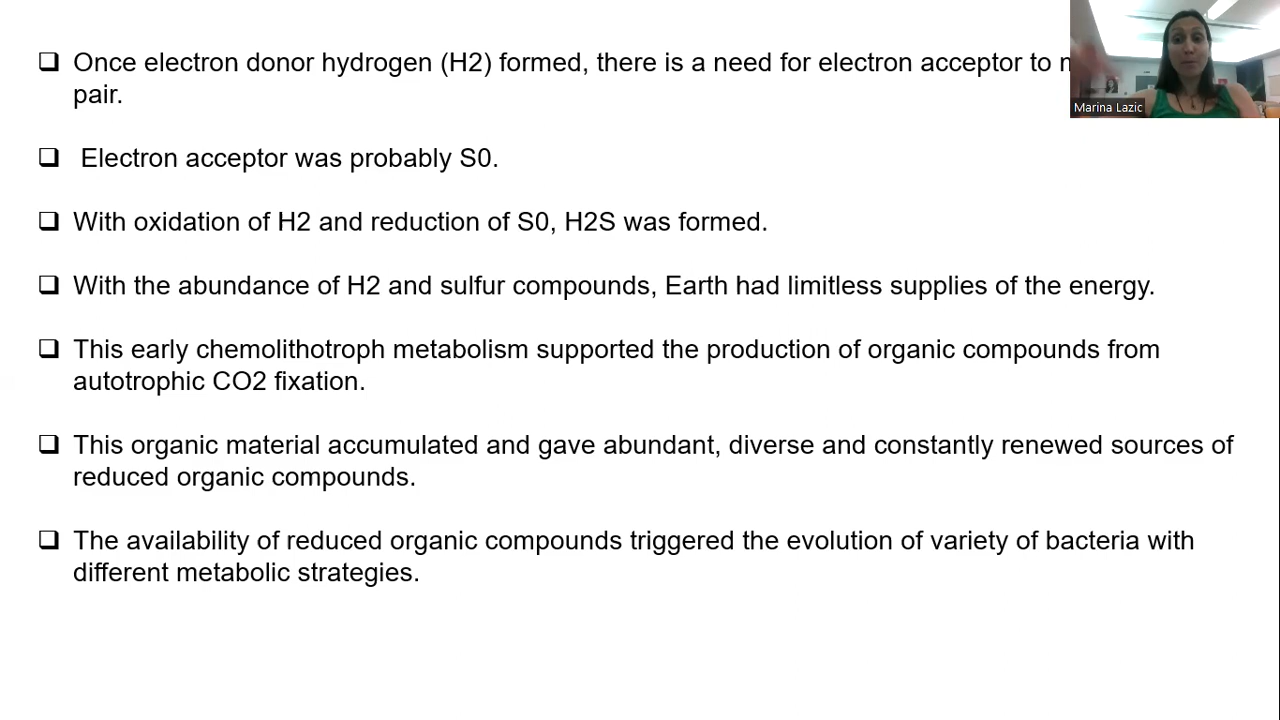 Once electron donor hydrogen (H2) formed, there is a need for electron acceptor to
pair.
Electron acceptor was probably S0.
With oxidation of H2 and reduction of S0, H2S was formed.
With the abundance of H2 and sulfur compounds, Earth had limitless supplies of the energy.
This early chemolithotroph metabolism supported the production of organic compounds from
autotrophic CO2 fixation.
This organic material accumulated and gave abundant, diverse and constantly renewed sources of
reduced organic compounds.
The availability of reduced organic compounds triggered the evolution of variety of bacteria with
different metabolic strategies.
Marina Lazic